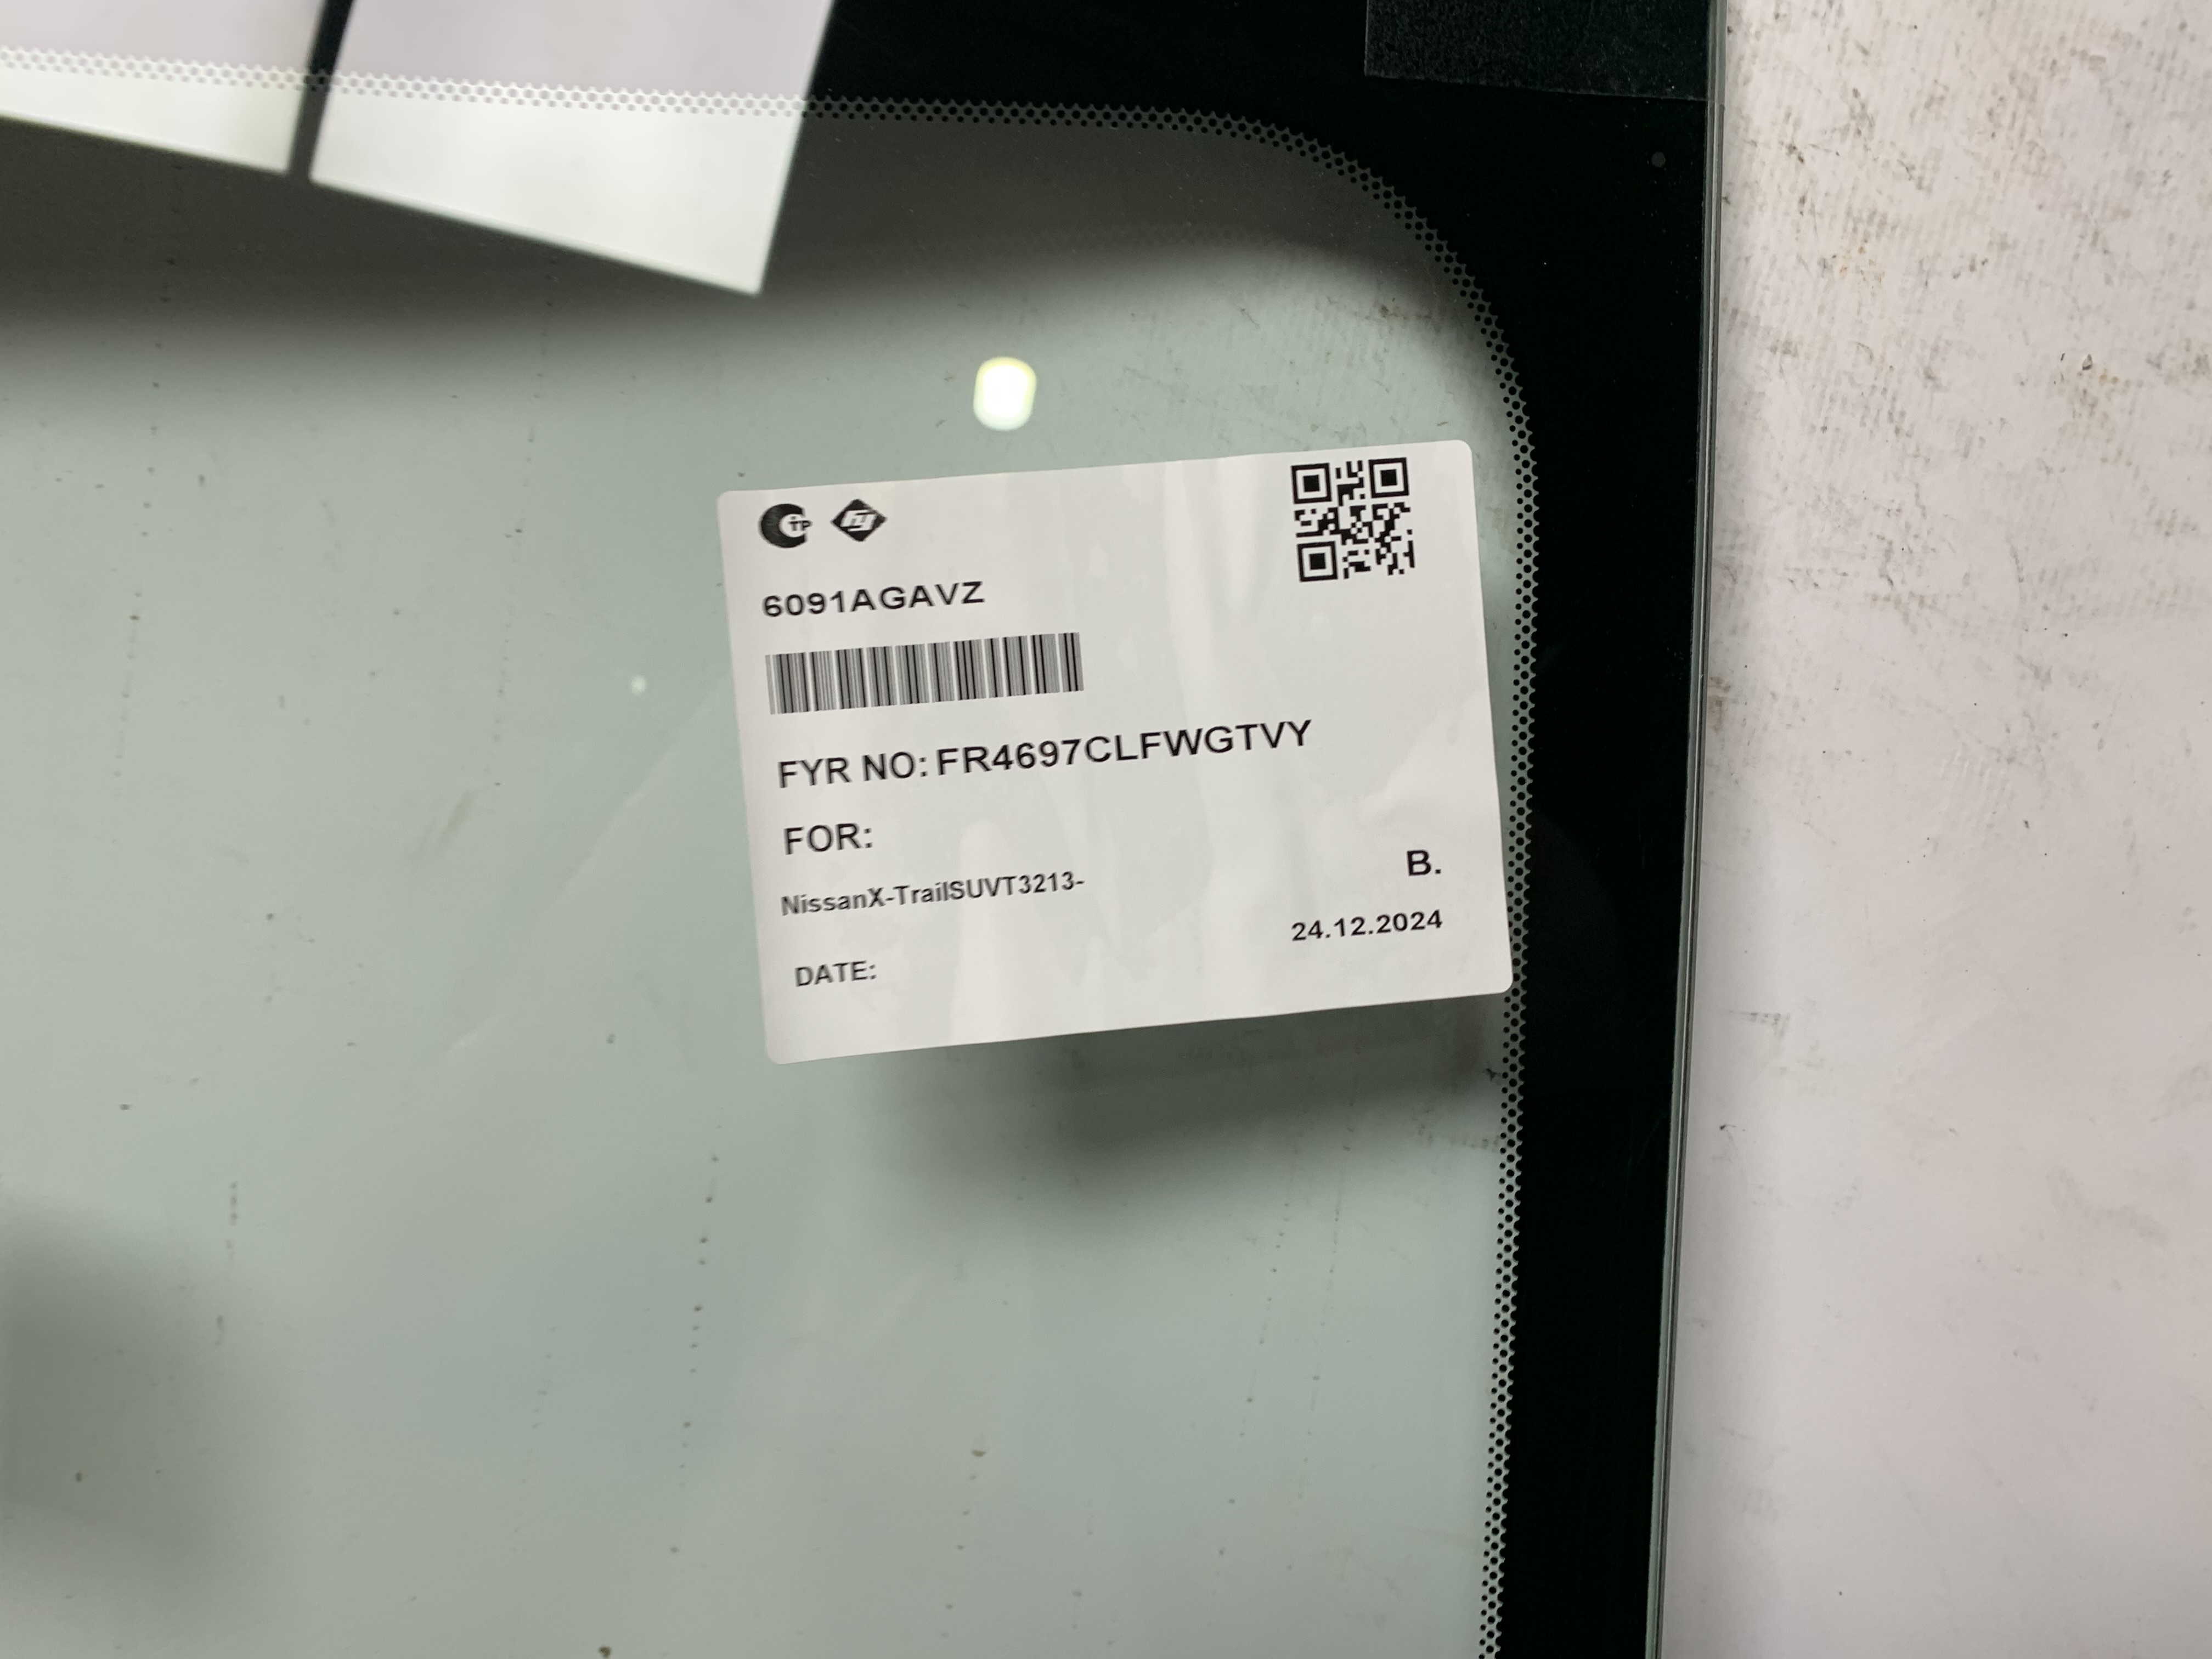 6091AGAVZ
FYR NO: FR4697CLFWGTVY
FOR:
NissanX-TrailSUVT3213-
B.
24.12.2024
DATE: